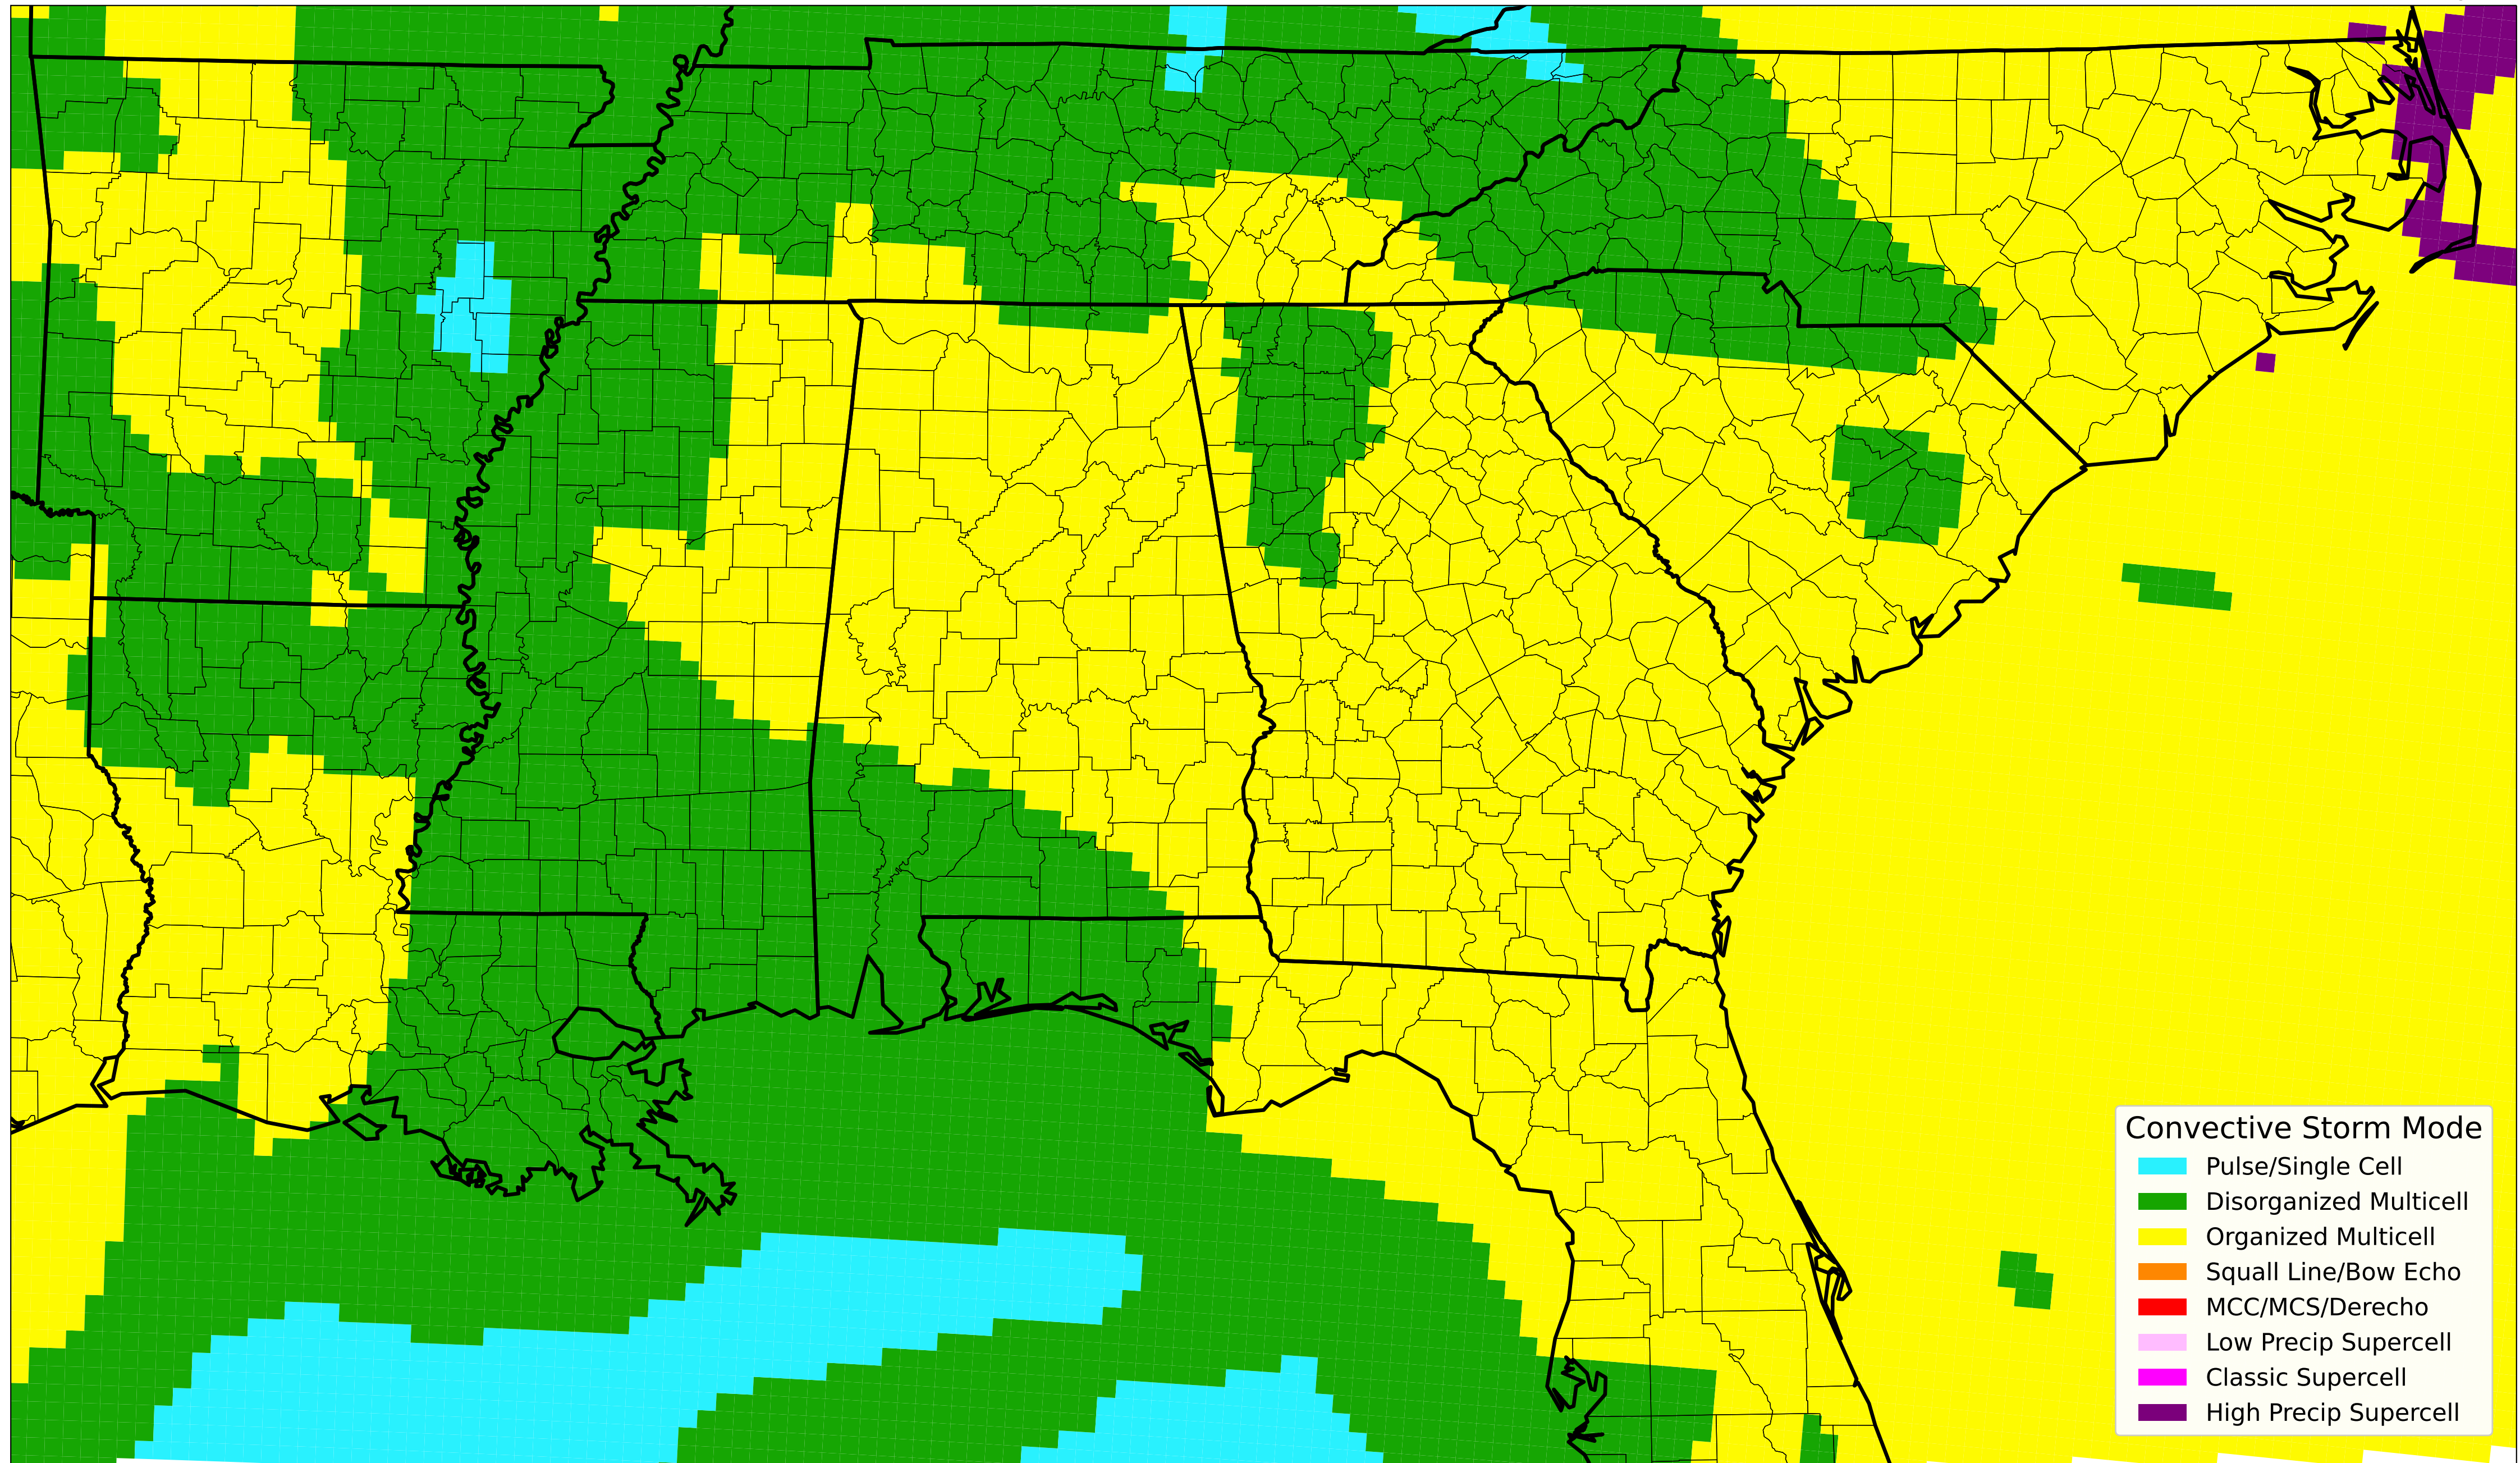 Convective Storm Mode
Pulse/Single Cell
Disorganized Multicell
Organized Multicell
Squall Line/Bow Echo
MCC/MCS/Derecho
Low Precip Supercell
Classic Supercell
High Precip Supercell